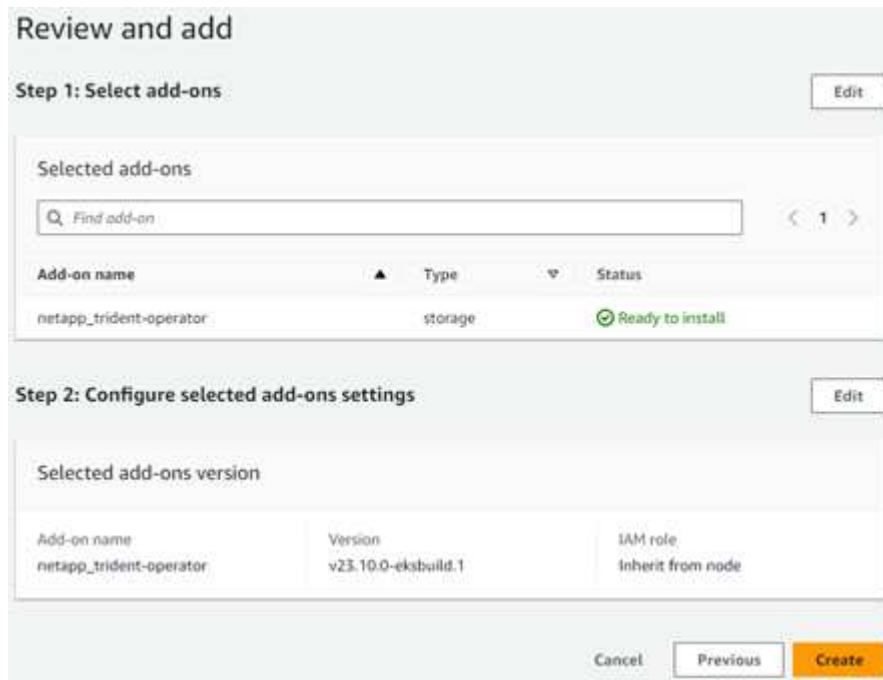 Review and add
Step 1: Select add-ons
Edit
Selected add-ons
Find add-on
1
Add-on name Type Status
netapp_trident-operator storage Ready to install
Step 2: Configure selected add-ons settings
Edit
Selected add-ons version
Add-on name Version IAM role
netapp_trident-operator v23.10.0-eksbuild.1 Inherit from node
Cancel Previous Create